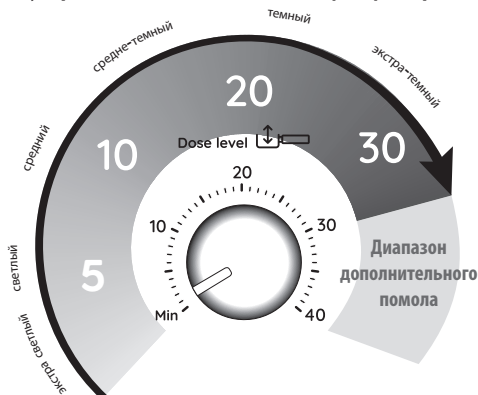 экстра светлый
светлый
средний
средне-темный
темный
экстра-темный
5
10
20
30
Dose level
Min
10
20
30
40
Диапазон
дополнительного
помола